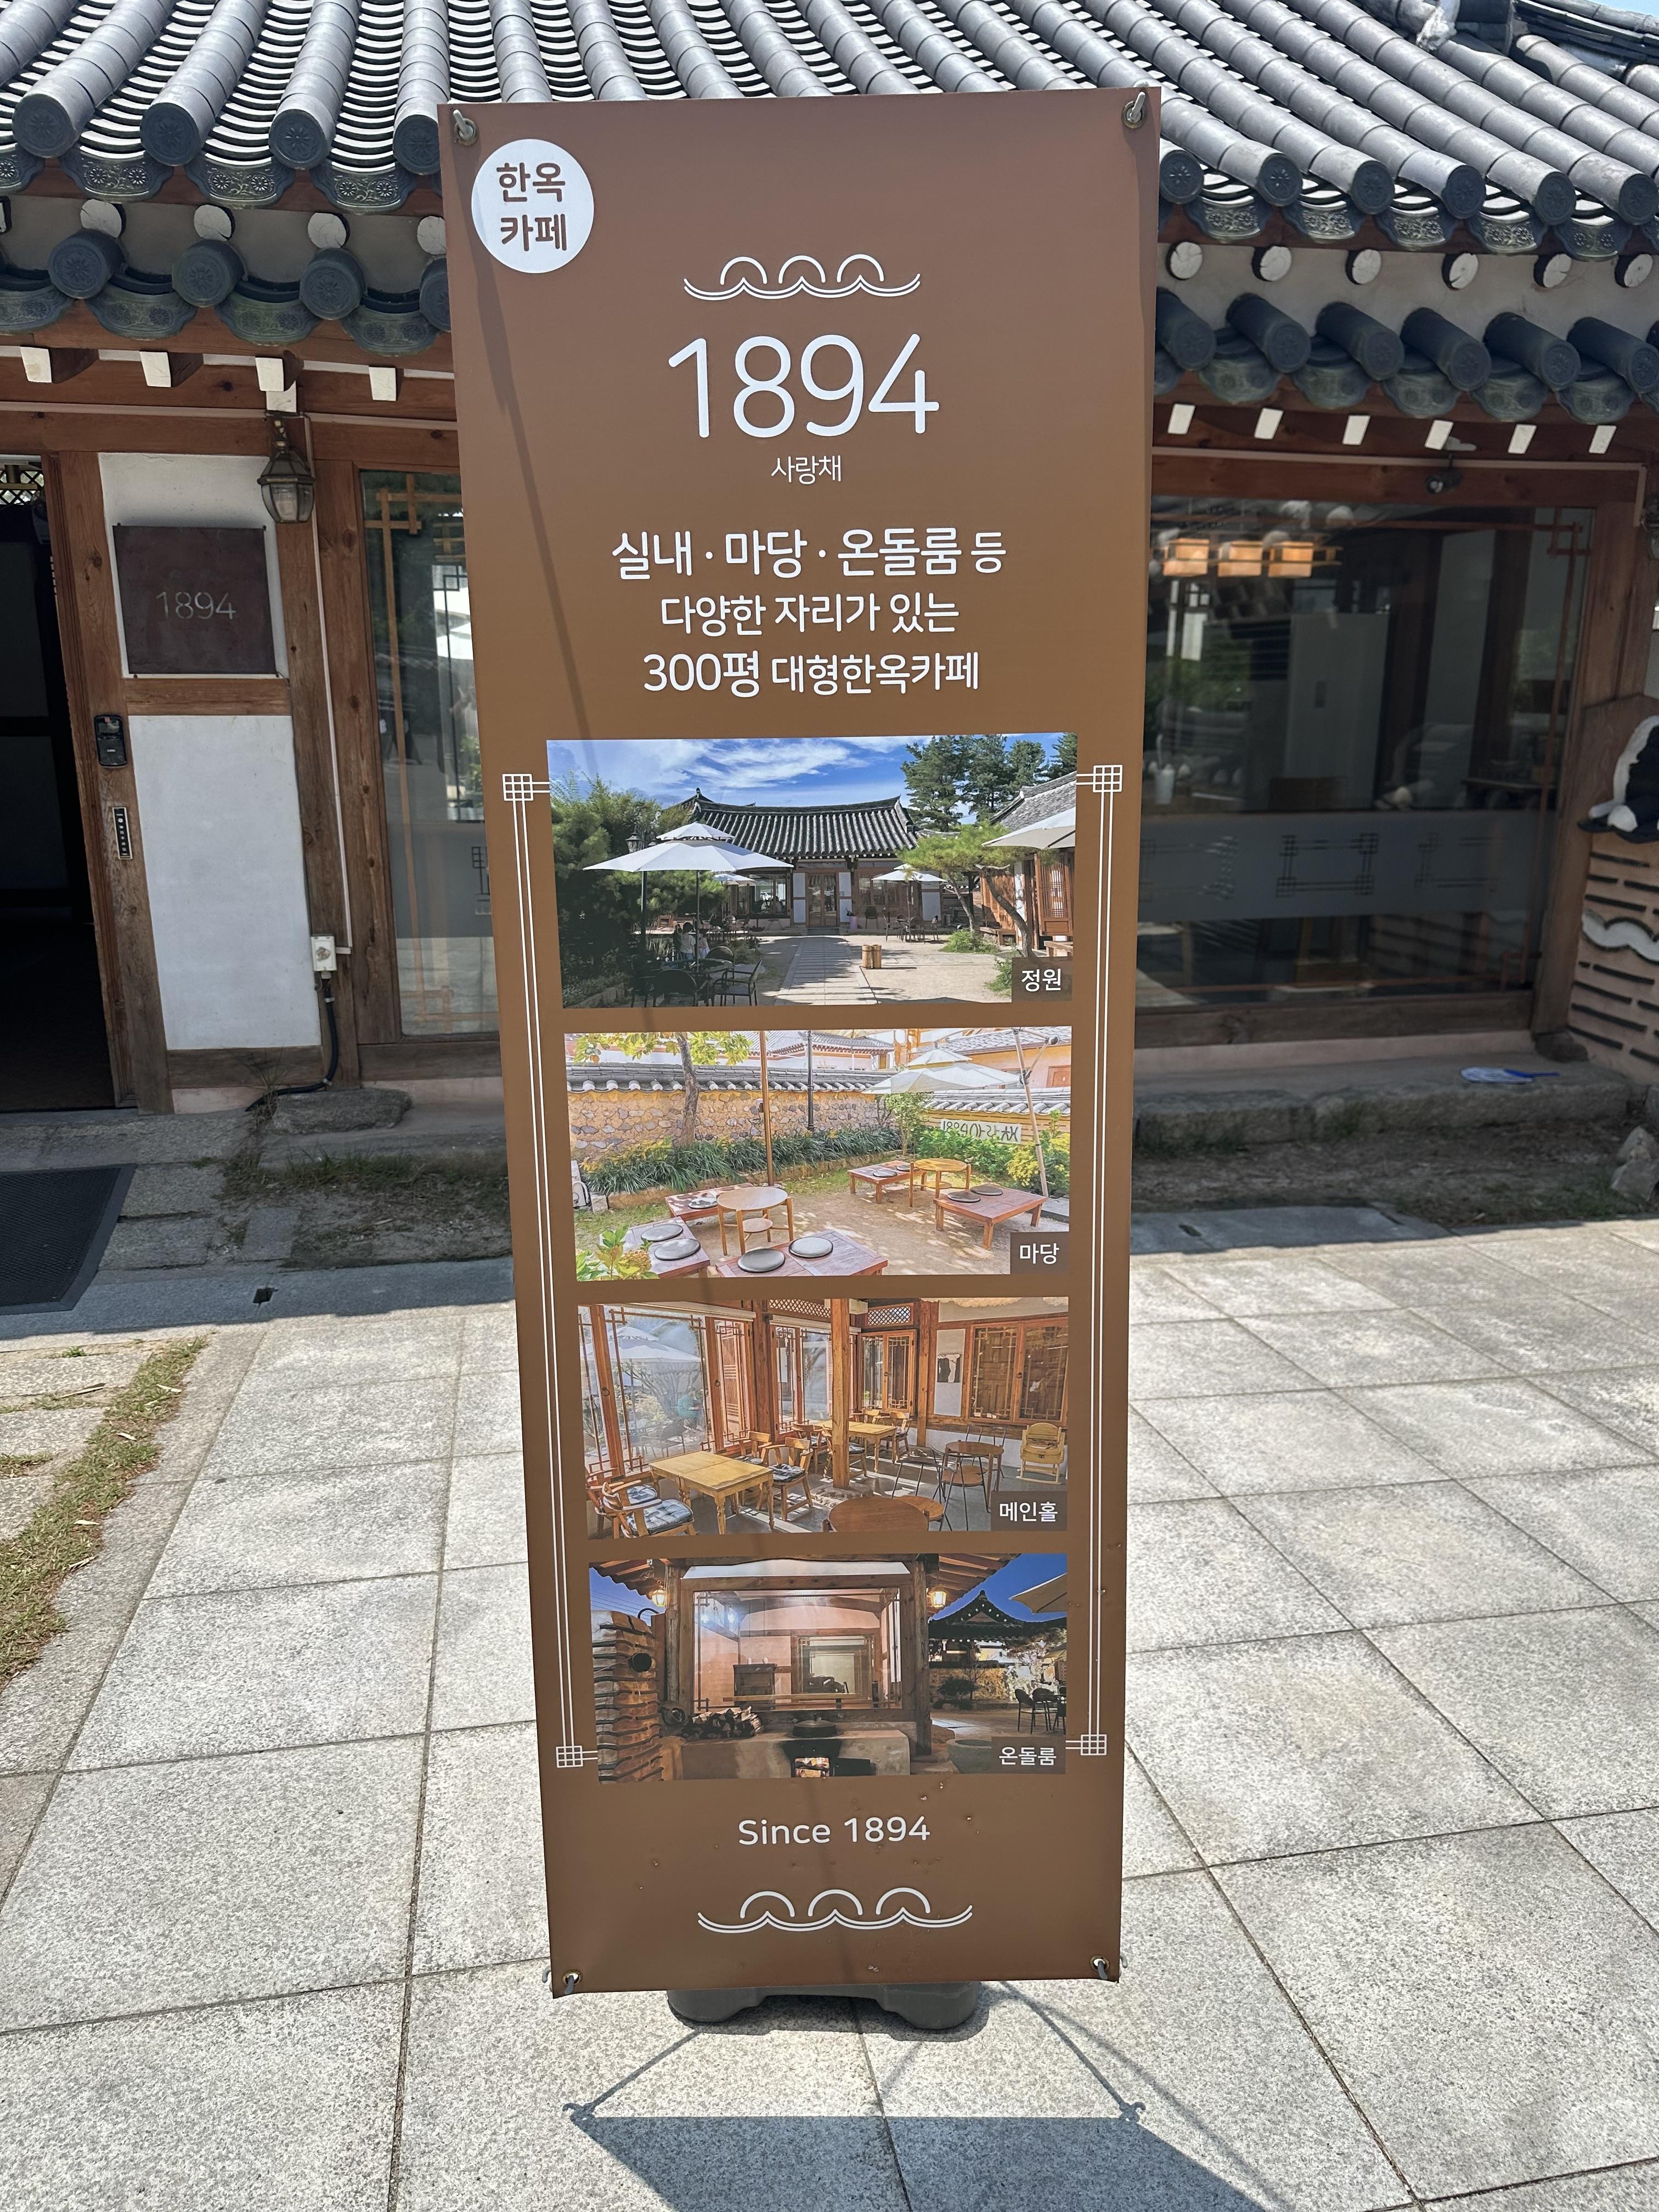 한옥
카페
1894
사랑채
실내 · 마당 · 온돌룸 등
다양한 자리가 있는
300평 대형한옥카페
1894
정원
마당
메인홀
온돌룸
Since 1894